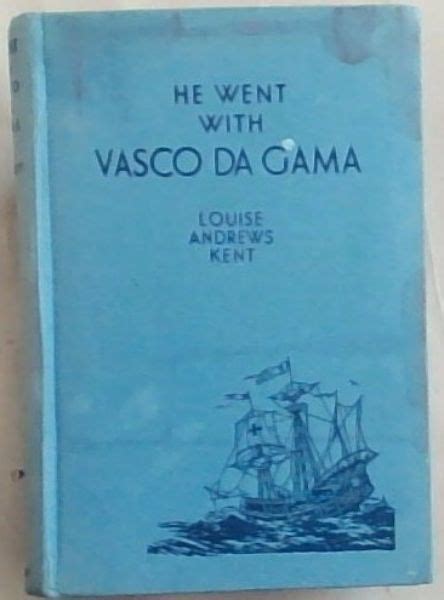 HE WENT
WITH
VASCO DA GAMA
LOUISE
ANDREWS
KENT